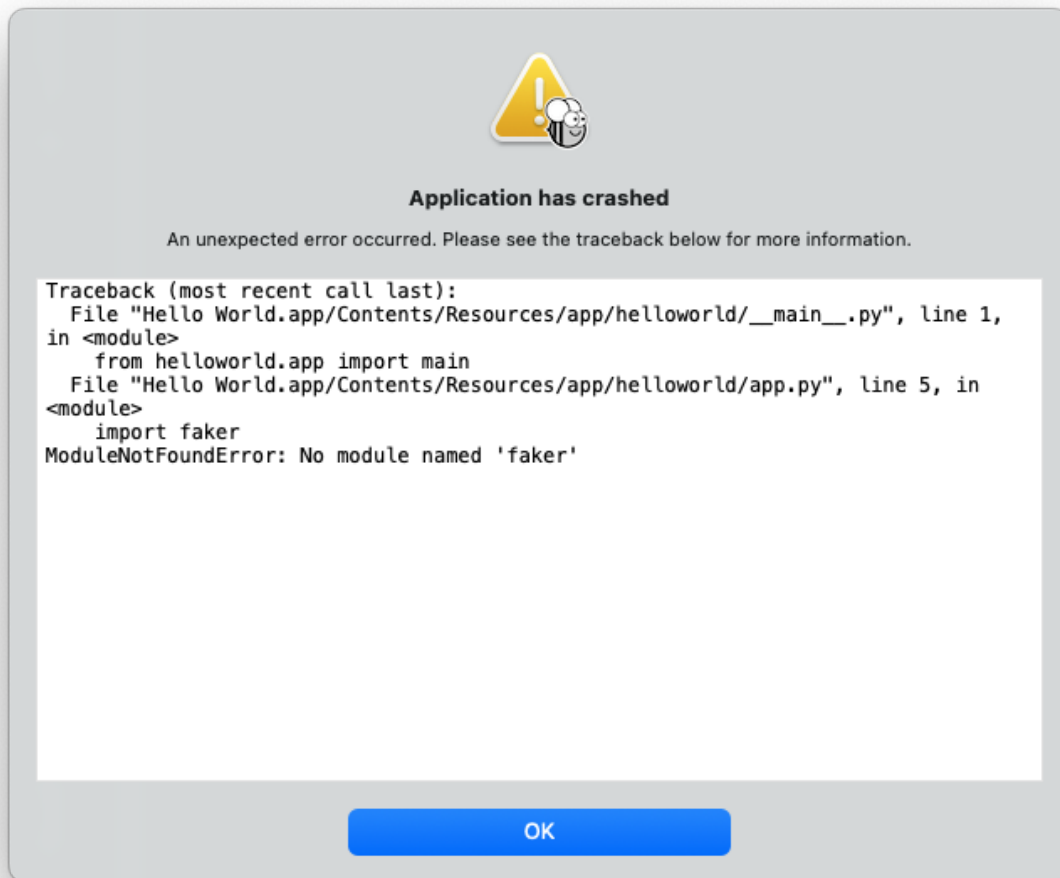 Application has crashed
An unexpected error occurred. Please see the traceback below for more information.
Traceback (most recent call last):
  File "Hello World.app/Contents/Resources/app/helloworld/__main__.py", line 1,
in <module>
    from helloworld.app import main
  File "Hello World.app/Contents/Resources/app/helloworld/app.py", line 5, in
<module>
    import faker
ModuleNotFoundError: No module named 'faker'
OK